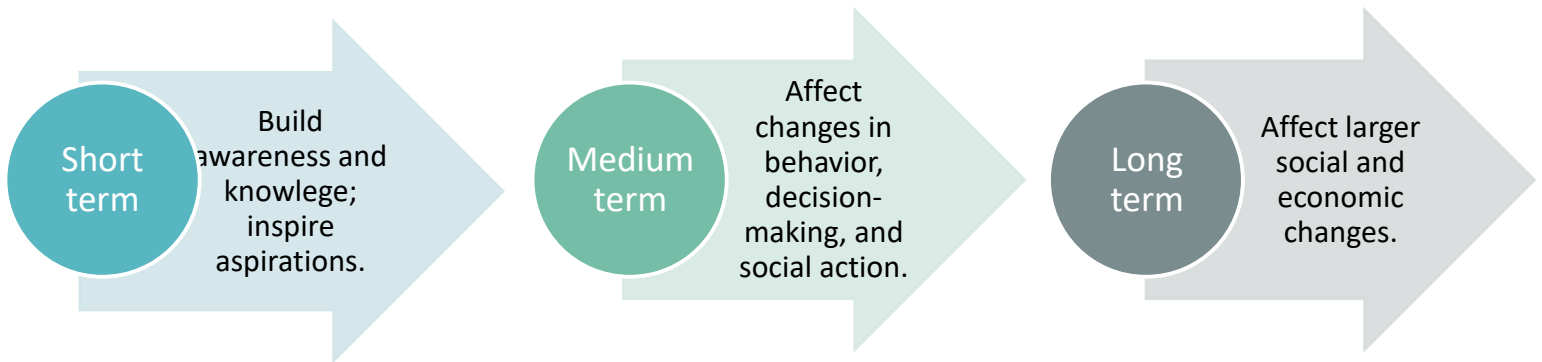 Short
term
Build
awareness and
knowlege;
inspire
aspirations.
Medium
term
Affect
changes in
behavior,
decision-
making, and
social action.
Long
term
Affect larger
social and
economic
changes.